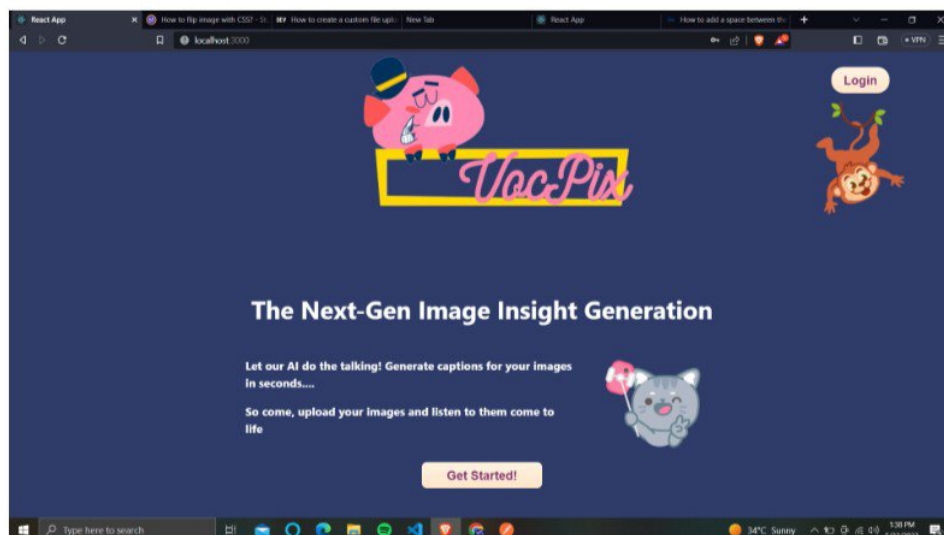 React App
How to flip image with CSS? - St
DEV How to create a custom file uplo
New Tab
React App
How to add a space between th
localhost:3000
VPN
Login
VocPix
The Next-Gen Image Insight Generation
Let our AI do the talking! Generate captions for your images
in seconds....
So come, upload your images and listen to them come to
life
Get Started!
Type here to search
34°C Sunny
1:38 PM